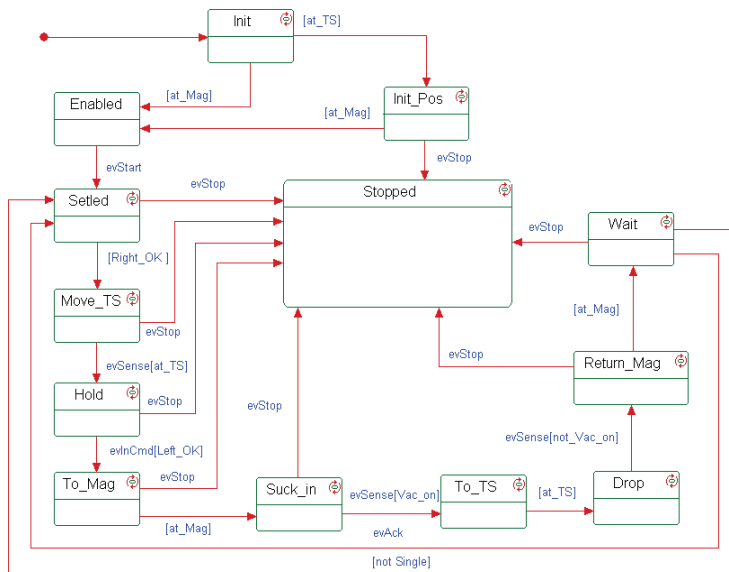 Init
[at_TS]
Enabled
[at_Mag]
Init_Pos
[at_Mag]
evStart
evStop
Setled
evStop
Stopped
Wait
evStop
[Right_OK ]
Move_TS
evStop
[at_Mag]
evSense[at_TS]
evStop
Return_Mag
Hold
evStop
evStop
evInCmd[Left_OK]
evSense[not_Vac_on]
To_Mag
evStop
Suck_in
evSense[Vac_on]
To_TS
[at_TS]
Drop
[at_Mag]
evAck
[not Single]